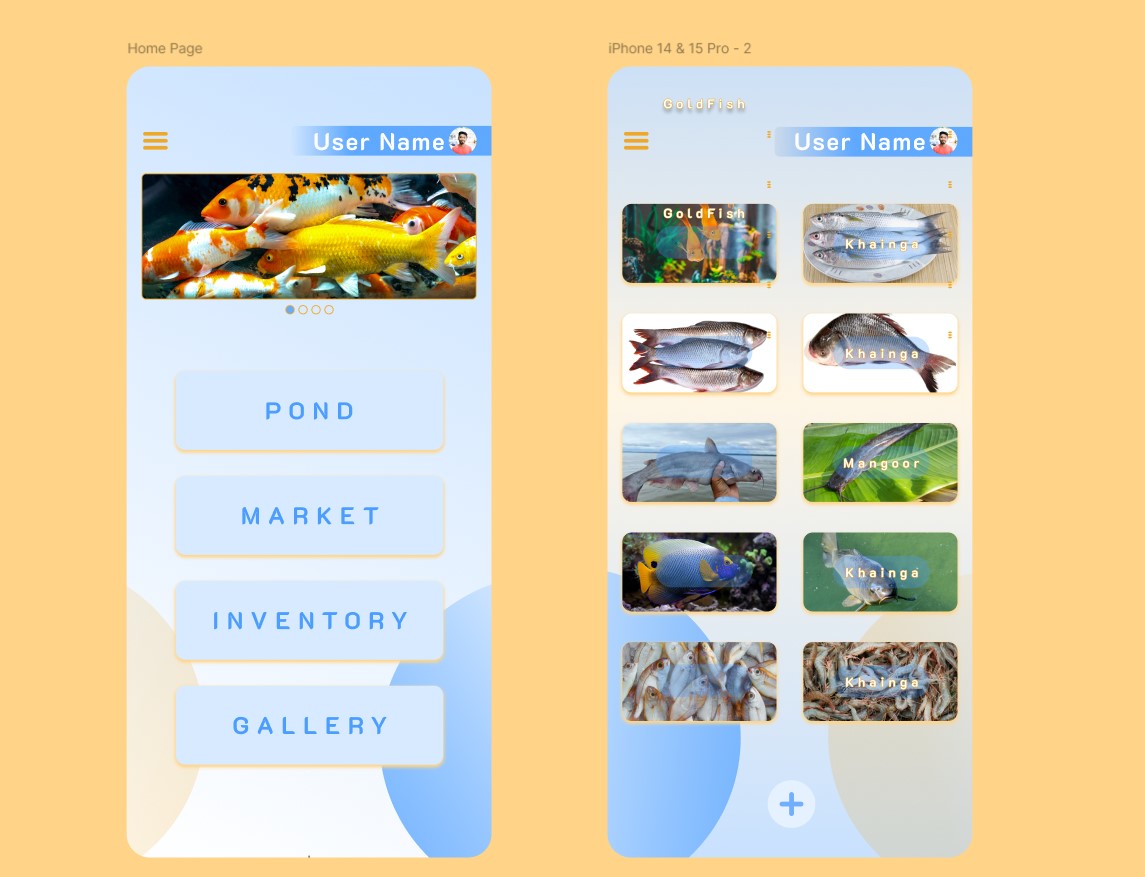 Home Page
User Name
POND
MARKET
INVENTORY
GALLERY
iPhone 14 & 15 Pro - 2
GoldFish
User Name
GoldFish
Khainga
Khainga
Mangoor
Khainga
Khainga